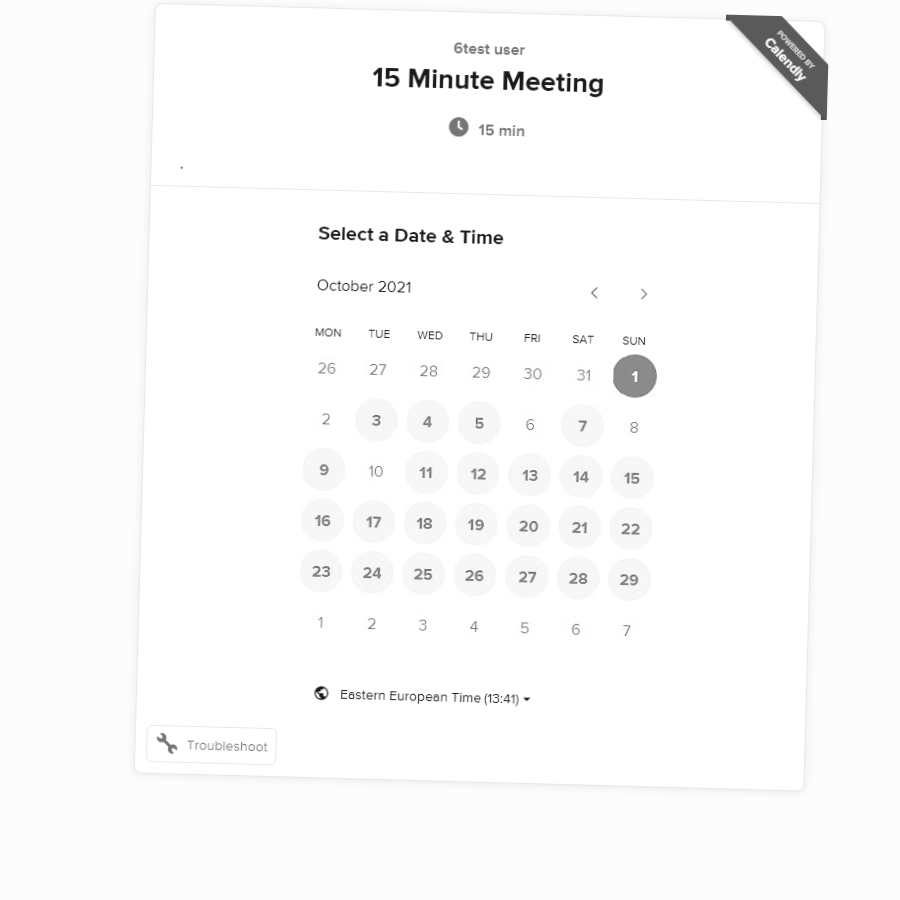 POWERED BY
Calendly
6test user
15 Minute Meeting
15 min
.
Select a Date & Time
October 2021
MON TUE WED THU FRI SAT SUN
26 27 28 29 30 31 1
2 3 4 5 6 7 8
9 10 11 12 13 14 15
16 17 18 19 20 21 22
23 24 25 26 27 28 29
1 2 3 4 5 6 7
Eastern European Time (13:41)
Troubleshoot